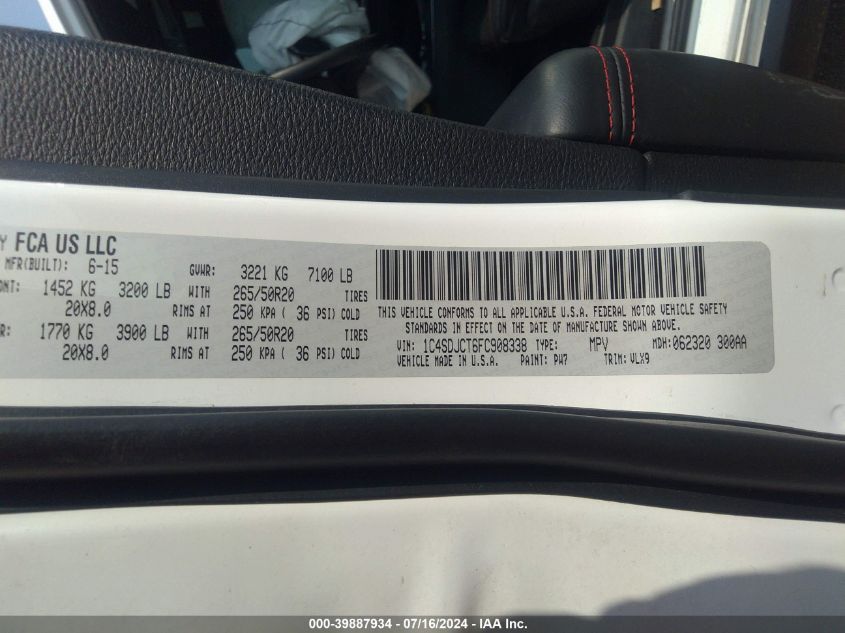 Y FCA US LLC
MFR(BUILT): 6-15 GVWR: 3221 KG 7100 LB
ONT: 1452 KG 3200 LB WITH 265/50R20 TIRES
20X8.0 RIMS AT 250 KPA ( 36 PSI) COLD
R: 1770 KG 3900 LB WITH 265/50R20 TIRES
20X8.0 RIMS AT 250 KPA ( 36 PSI) COLD
THIS VEHICLE CONFORMS TO ALL APPLICABLE U.S.A. FEDERAL MOTOR VEHICLE SAFETY
STANDARDS IN EFFECT ON THE DATE OF MANUFACTURE SHOWN ABOVE.
VIN: 1C4SDJCT6FC908338 TYPE: MPV MDH: 062320 300AA
VEHICLE MADE IN U.S.A. PAINT: PW7 TRIM: VLX9
000-39887934 - 07/16/2024 - IAA Inc.